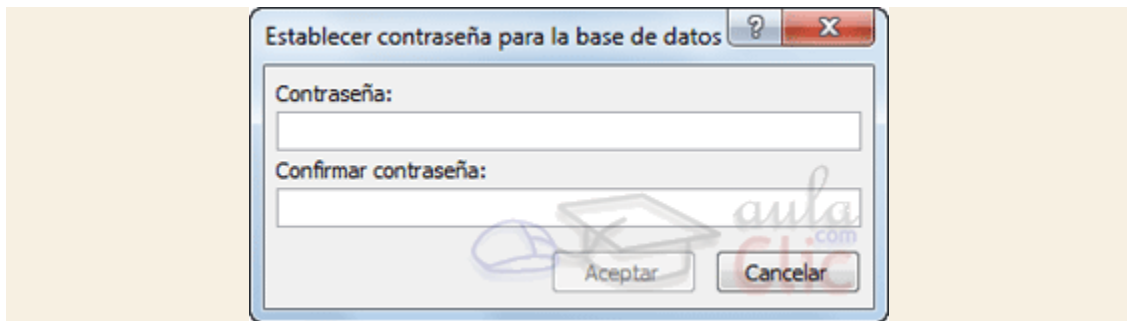 Establecer contraseña para la base de datos
Contraseña:
Confirmar contraseña:
aula
.com
Clic
Aceptar
Cancelar